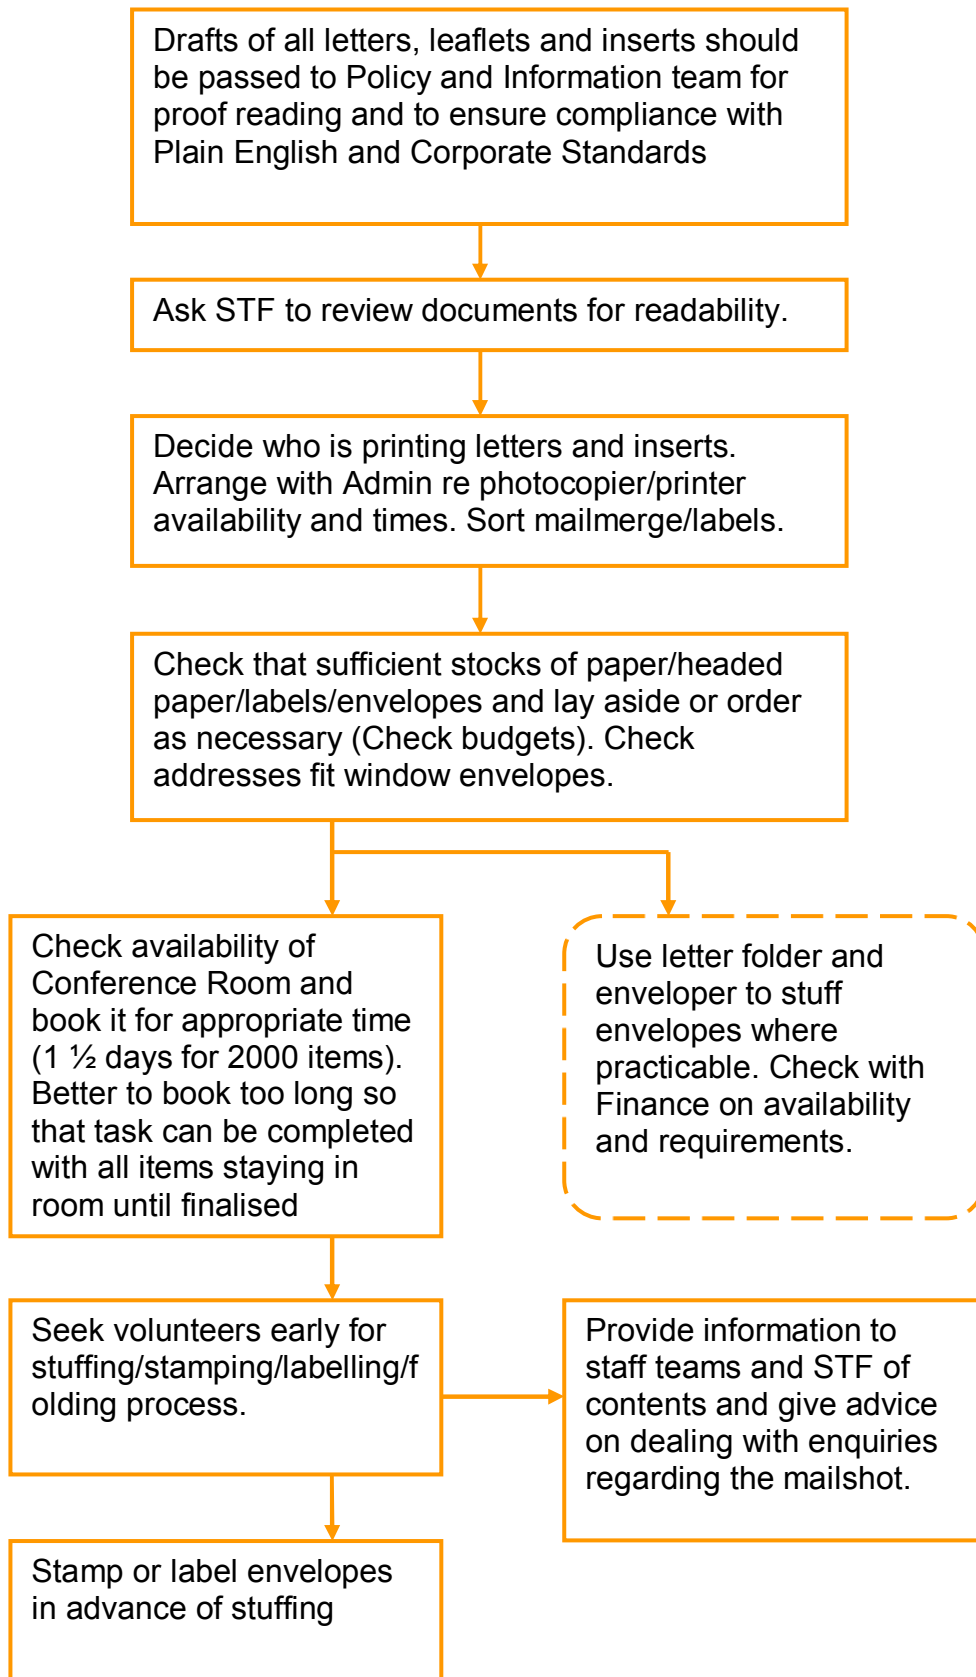 Drafts of all letters, leaflets and inserts should
be passed to Policy and Information team for
proof reading and to ensure compliance with
Plain English and Corporate Standards
Ask STF to review documents for readability.
Decide who is printing letters and inserts.
Arrange with Admin re photocopier/printer
availability and times. Sort mailmerge/labels.
Check that sufficient stocks of paper/headed
paper/labels/envelopes and lay aside or order
as necessary (Check budgets). Check
addresses fit window envelopes.
Check availability of
Conference Room and
book it for appropriate time
(1 ½ days for 2000 items).
Better to book too long so
that task can be completed
with all items staying in
room until finalised
Use letter folder and
enveloper to stuff
envelopes where
practicable. Check with
Finance on availability
and requirements.
Seek volunteers early for
stuffing/stamping/labelling/f
olding process.
Provide information to
staff teams and STF of
contents and give advice
on dealing with enquiries
regarding the mailshot.
Stamp or label envelopes
in advance of stuffing